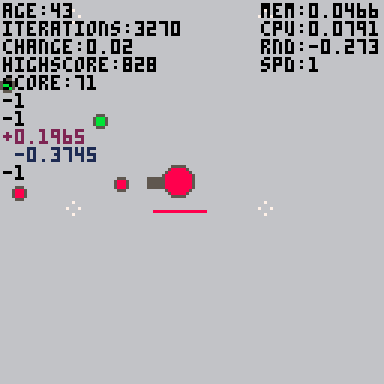 AGE:43
ITERATIONS:3270
CHANGE:0.02
HIGHSCORE:828
SCORE:71
-1
-1
+0.1965
-0.3745
-1
MEM:0.0466
CPU:0.0791
RND:-0.273
SPD:1